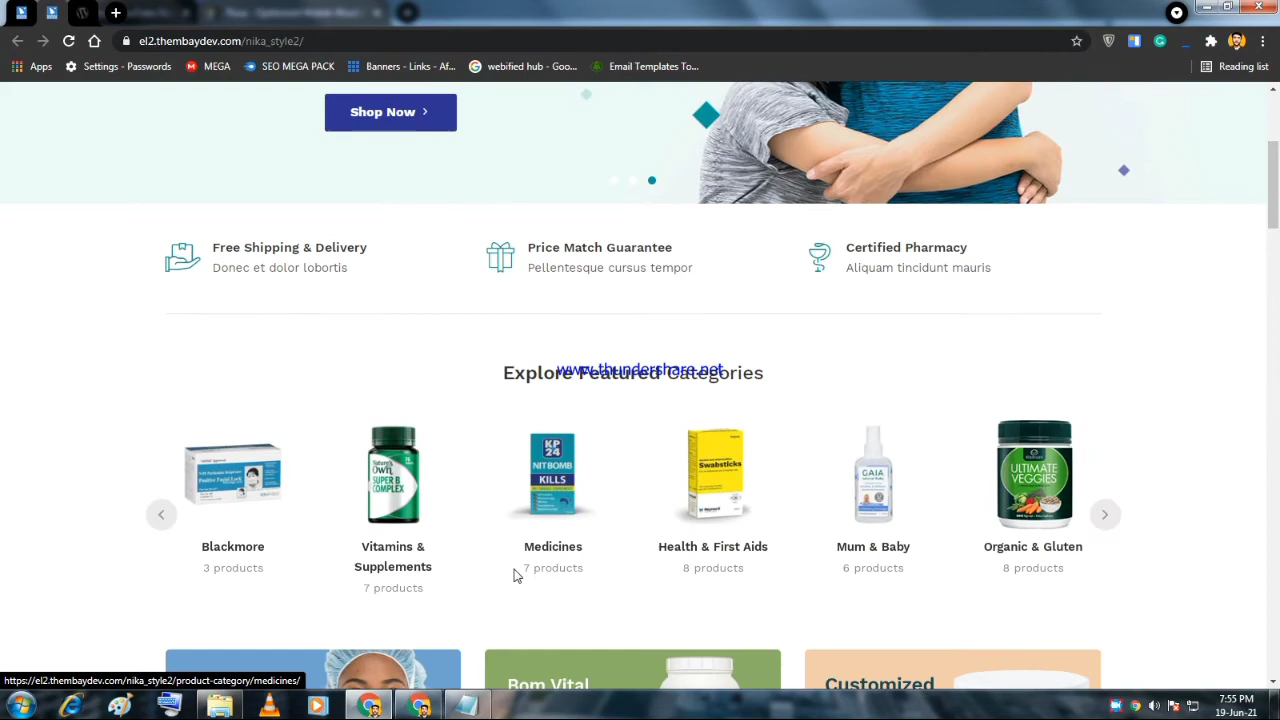 el2.thembaydev.com/nika_style2/
Apps
Settings - Passwords
MEGA
SEO MEGA PACK
Banners - Links - Af...
webified hub - Goo...
Email Templates To...
Reading list
Shop Now
Free Shipping & Delivery
Donec et dolor lobortis
Price Match Guarantee
Pellentesque cursus tempor
Certified Pharmacy
Aliquam tincidunt mauris
Explore Featured Categories
www.thundershare.net
Nature's
Own
SUPER B
COMPLEX
KP
24
NITBOMB
KILLS
Swabsticks
GAIA
ULTIMATE
VEGGIES
Blackmore
3 products
Vitamins &
Supplements
7 products
Medicines
7 products
Health & First Aids
8 products
Mum & Baby
6 products
Organic & Gluten
8 products
Bom Vital
Customized
https://el2.thembaydev.com/nika_style2/product-category/medicines/
7:55 PM
19-Jun-21